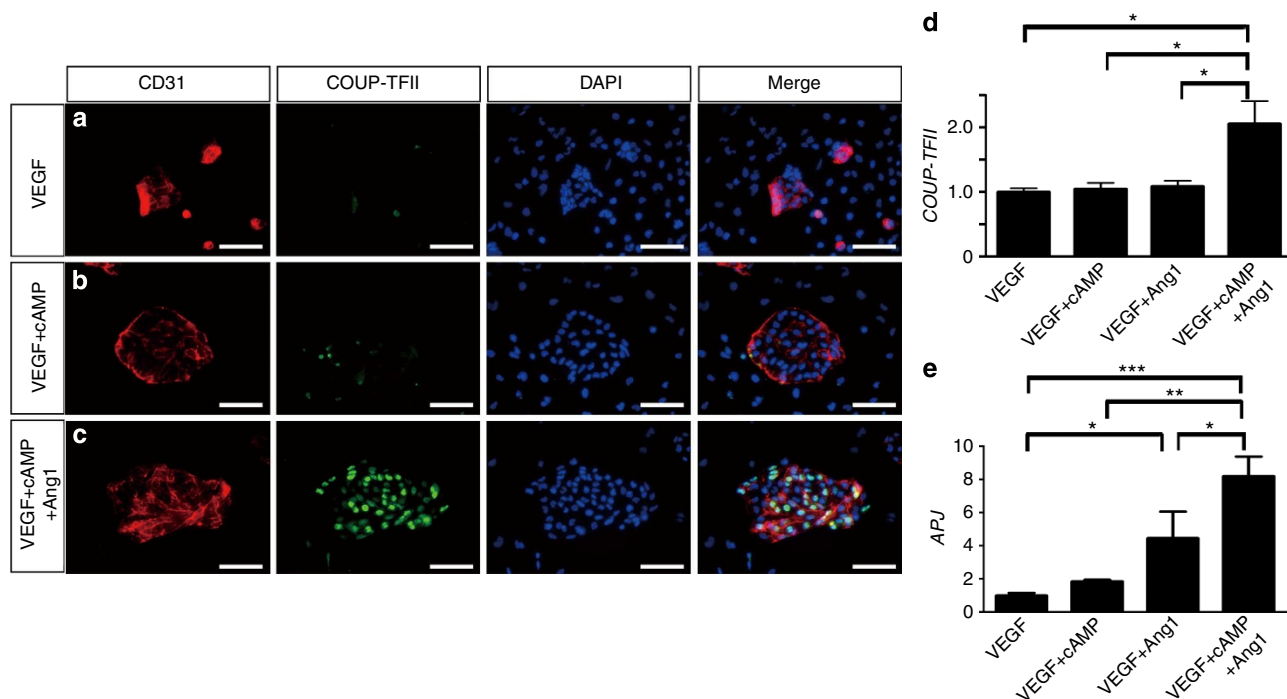 CD31 COUP-TFII DAPI Merge
a
VEGF
b
VEGF+cAMP
c
VEGF+cAMP
+Ang1
d
*
*
*
COUP-TFII
2.0
1.0
0
VEGF
VEGF+cAMP
VEGF+Ang1
VEGF+cAMP
+Ang1
e
***
**
* *
APJ
10
8
6
4
2
0
VEGF
VEGF+cAMP
VEGF+Ang1
VEGF+cAMP
+Ang1